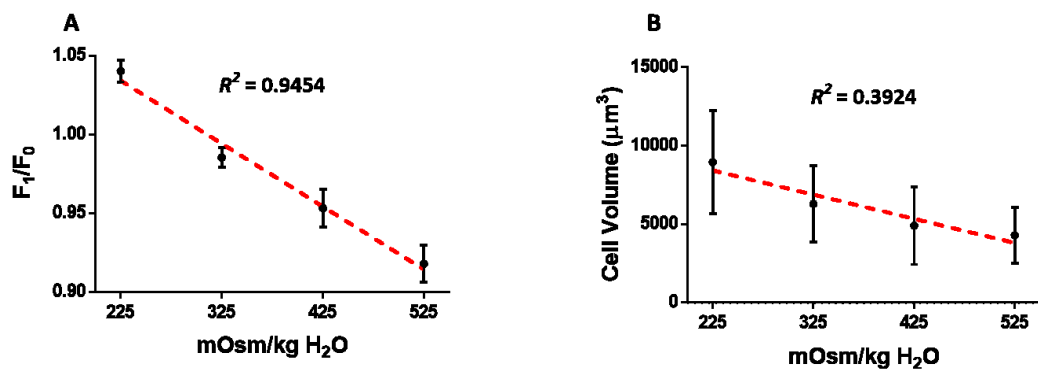 A
R² = 0.9454
F₁/F₀
1.05
1.00
0.95
0.90
225
325
425
525
mOsm/kg H₂O
B
R² = 0.3924
Cell Volume (μm³)
15000
10000
5000
0
225
325
425
525
mOsm/kg H₂O